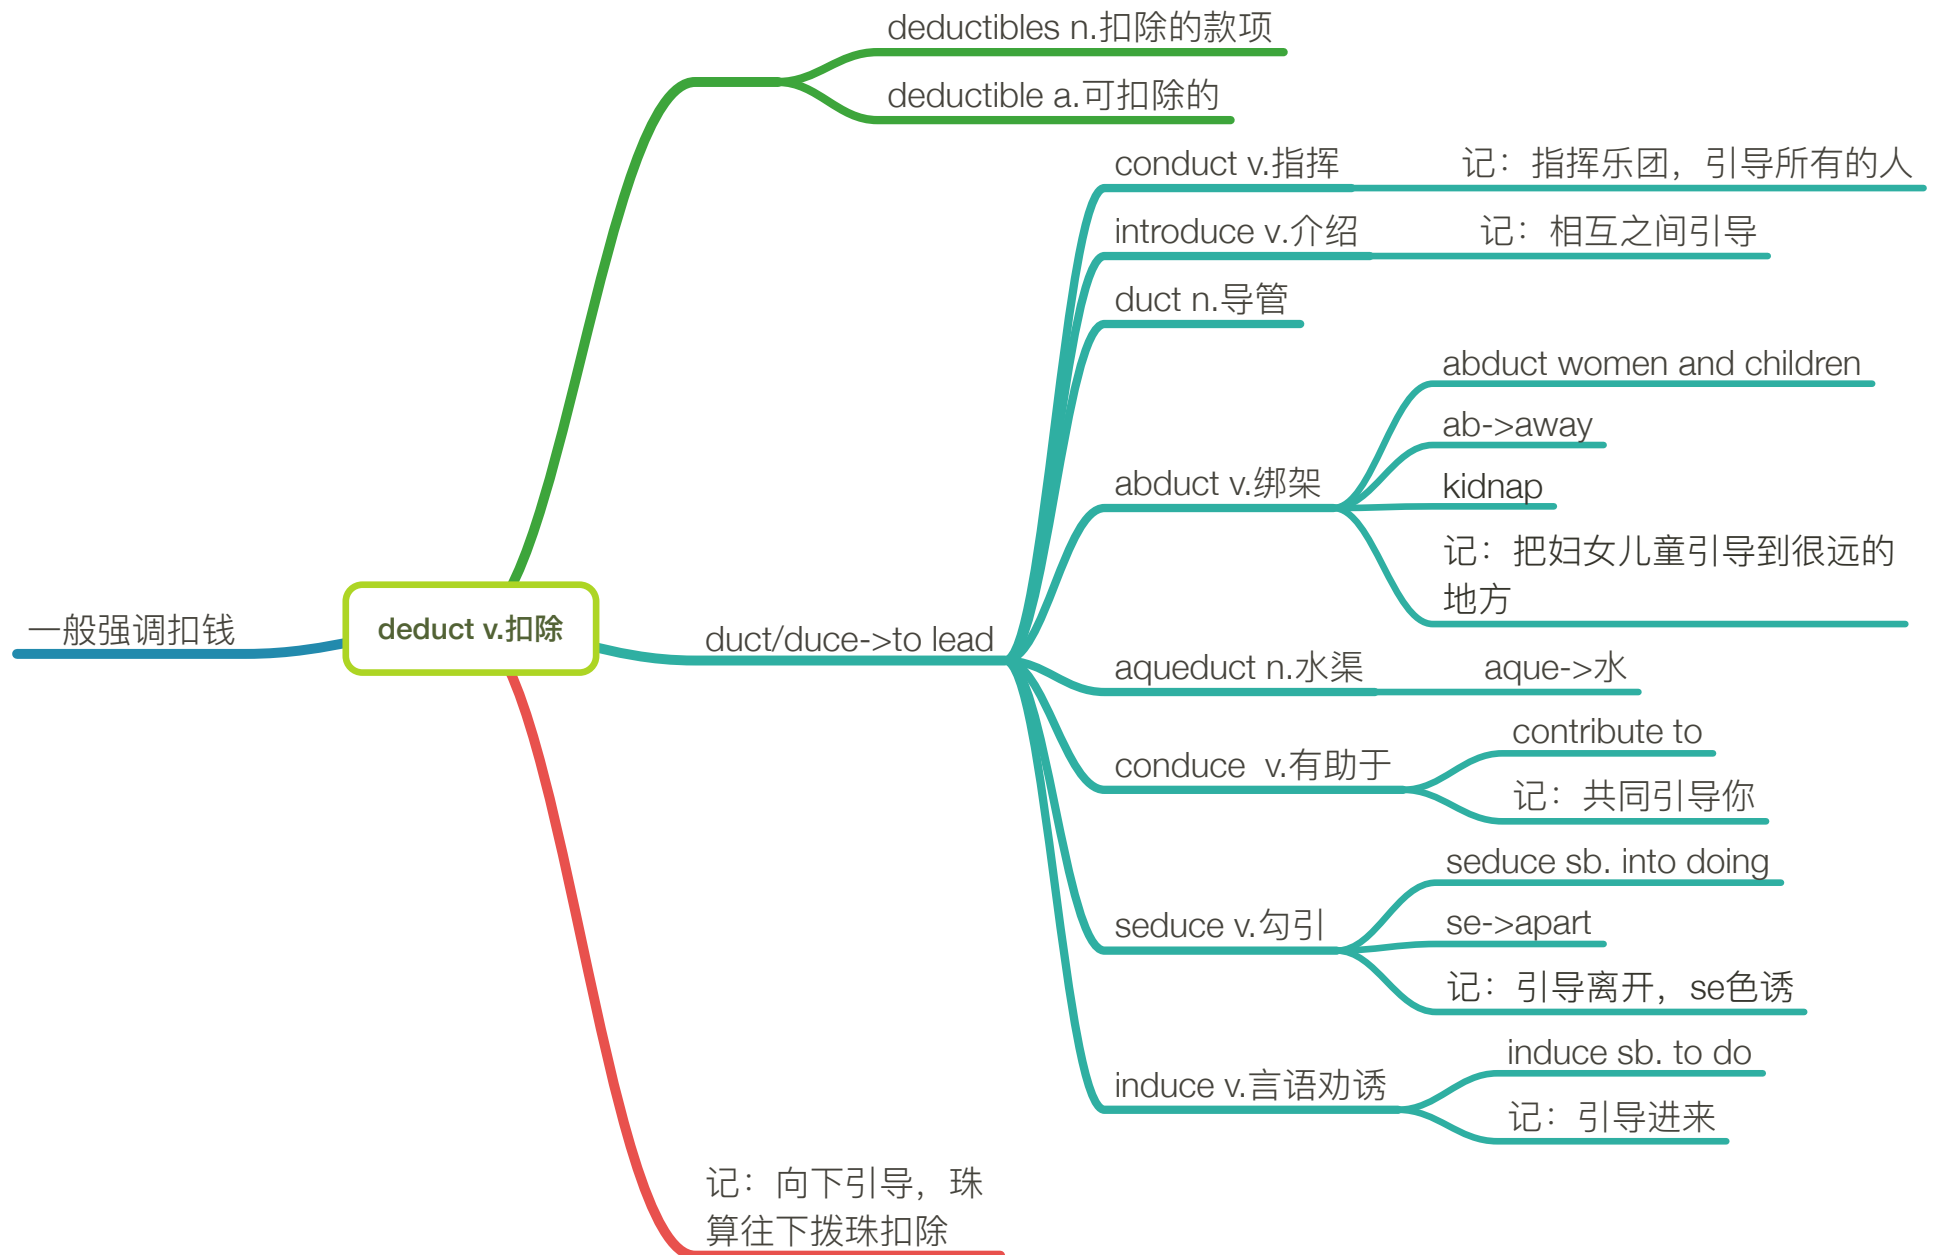 deductibles n.扣除的款项
deductible a.可扣除的
conduct v.指挥
记：指挥乐团，引导所有的人
introduce v.介绍
记：相互之间引导
duct n.导管
abduct women and children
ab->away
abduct v.绑架
kidnap
记：把妇女儿童引导到很远的
地方
一般强调扣钱
deduct v.扣除
duct/duce->to lead
aqueduct n.水渠
aque->水
contribute to
conduce  v.有助于
记：共同引导你
seduce sb. into doing
seduce v.勾引
se->apart
记：引导离开，se色诱
induce sb. to do
induce v.言语劝诱
记：引导进来
记：向下引导，珠
算往下拨珠扣除